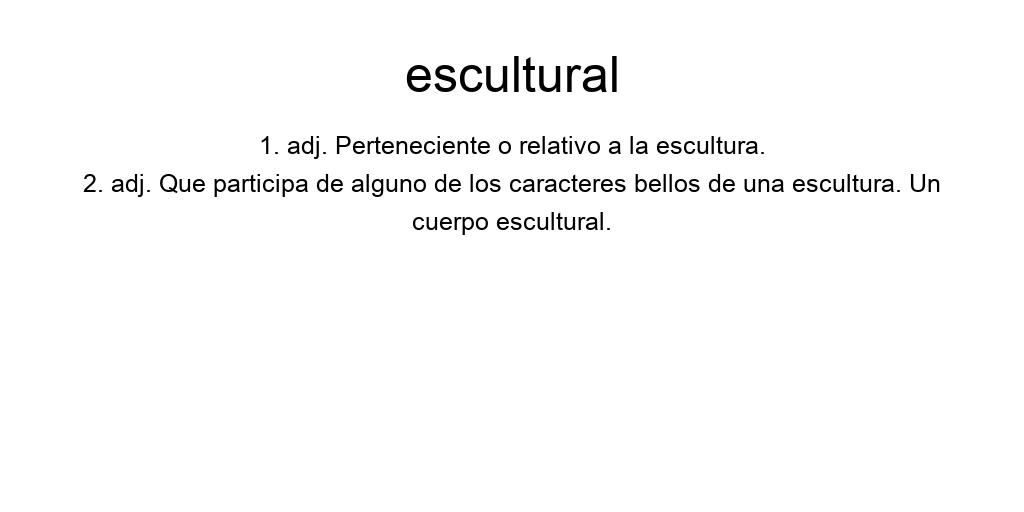 escultural
1. adj. Perteneciente o relativo a la escultura.
2. adj. Que participa de alguno de los caracteres bellos de una escultura. Un
cuerpo escultural.